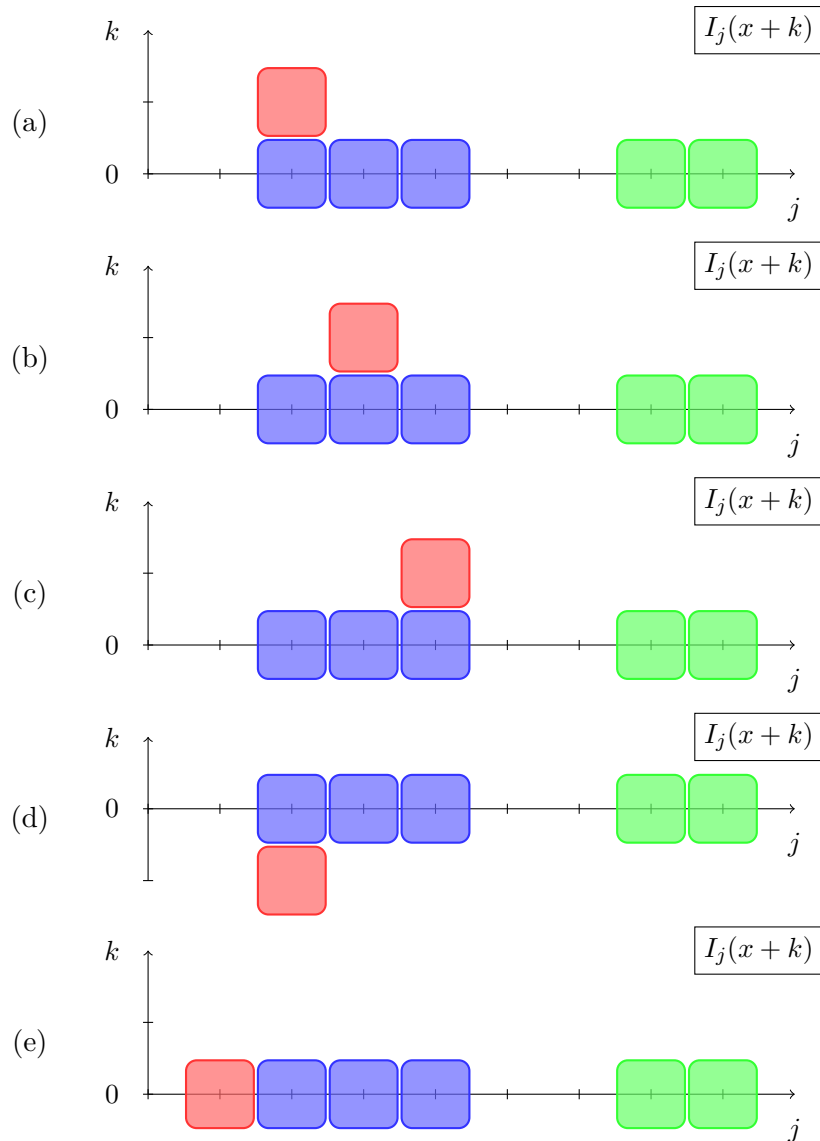 k
I_j(x + k)
(a)
0
j
k
I_j(x + k)
(b)
0
j
k
I_j(x + k)
(c)
0
j
k
I_j(x + k)
(d)
0
j
k
I_j(x + k)
(e)
0
j